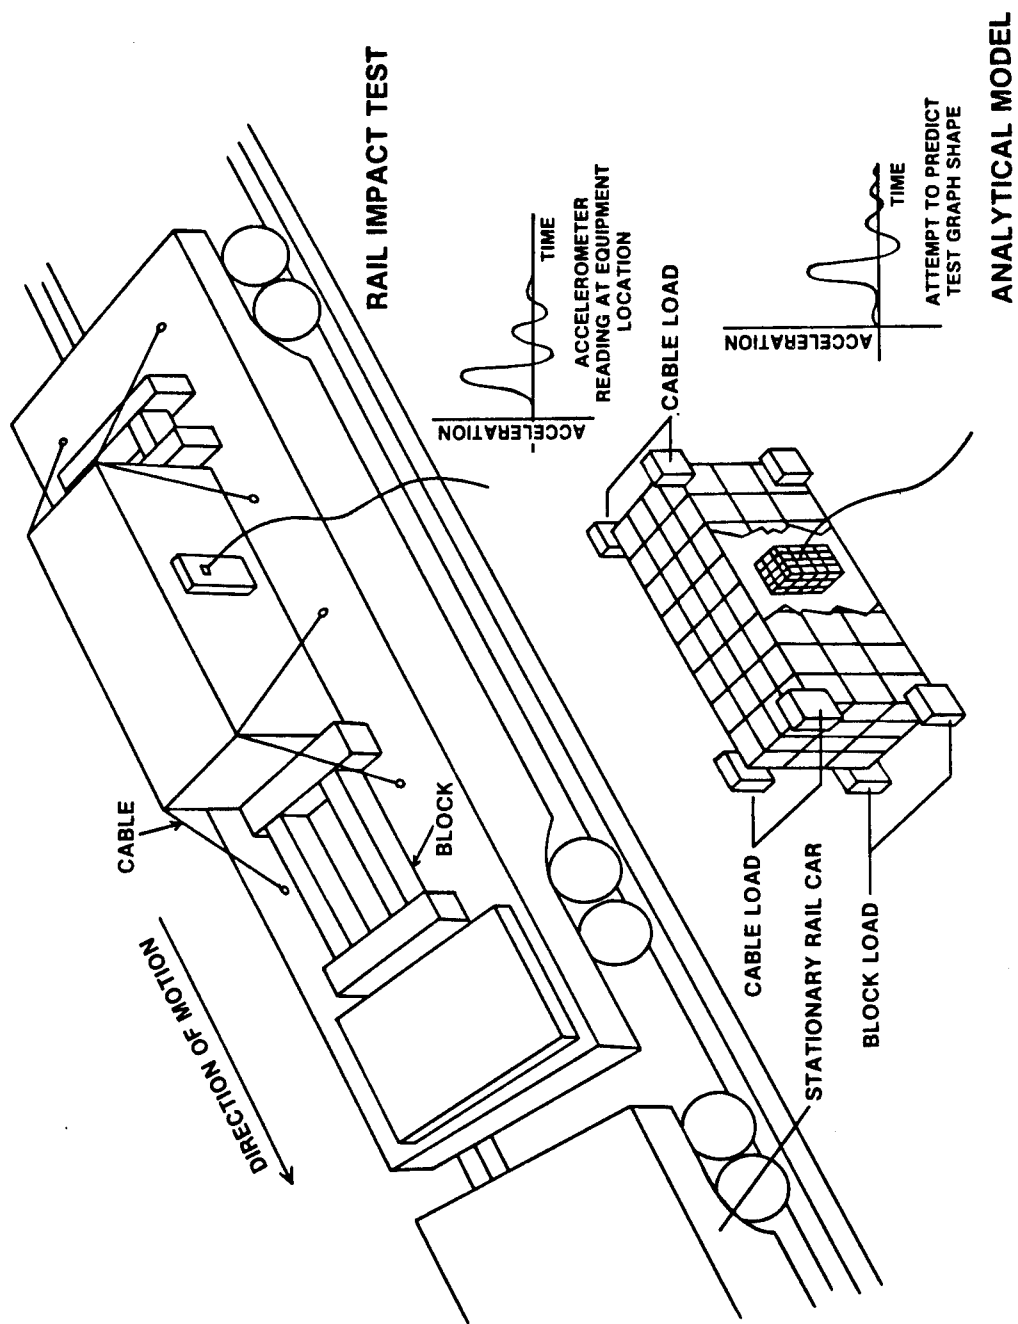 RAIL IMPACT TEST
CABLE
DIRECTION OF MOTION
BLOCK
ACCELERATION
TIME
ACCELEROMETER
READING AT EQUIPMENT
LOCATION
CABLE LOAD
CABLE LOAD
STATIONARY RAIL CAR
BLOCK LOAD
ACCELERATION
TIME
ATTEMPT TO PREDICT
TEST GRAPH SHAPE
ANALYTICAL MODEL